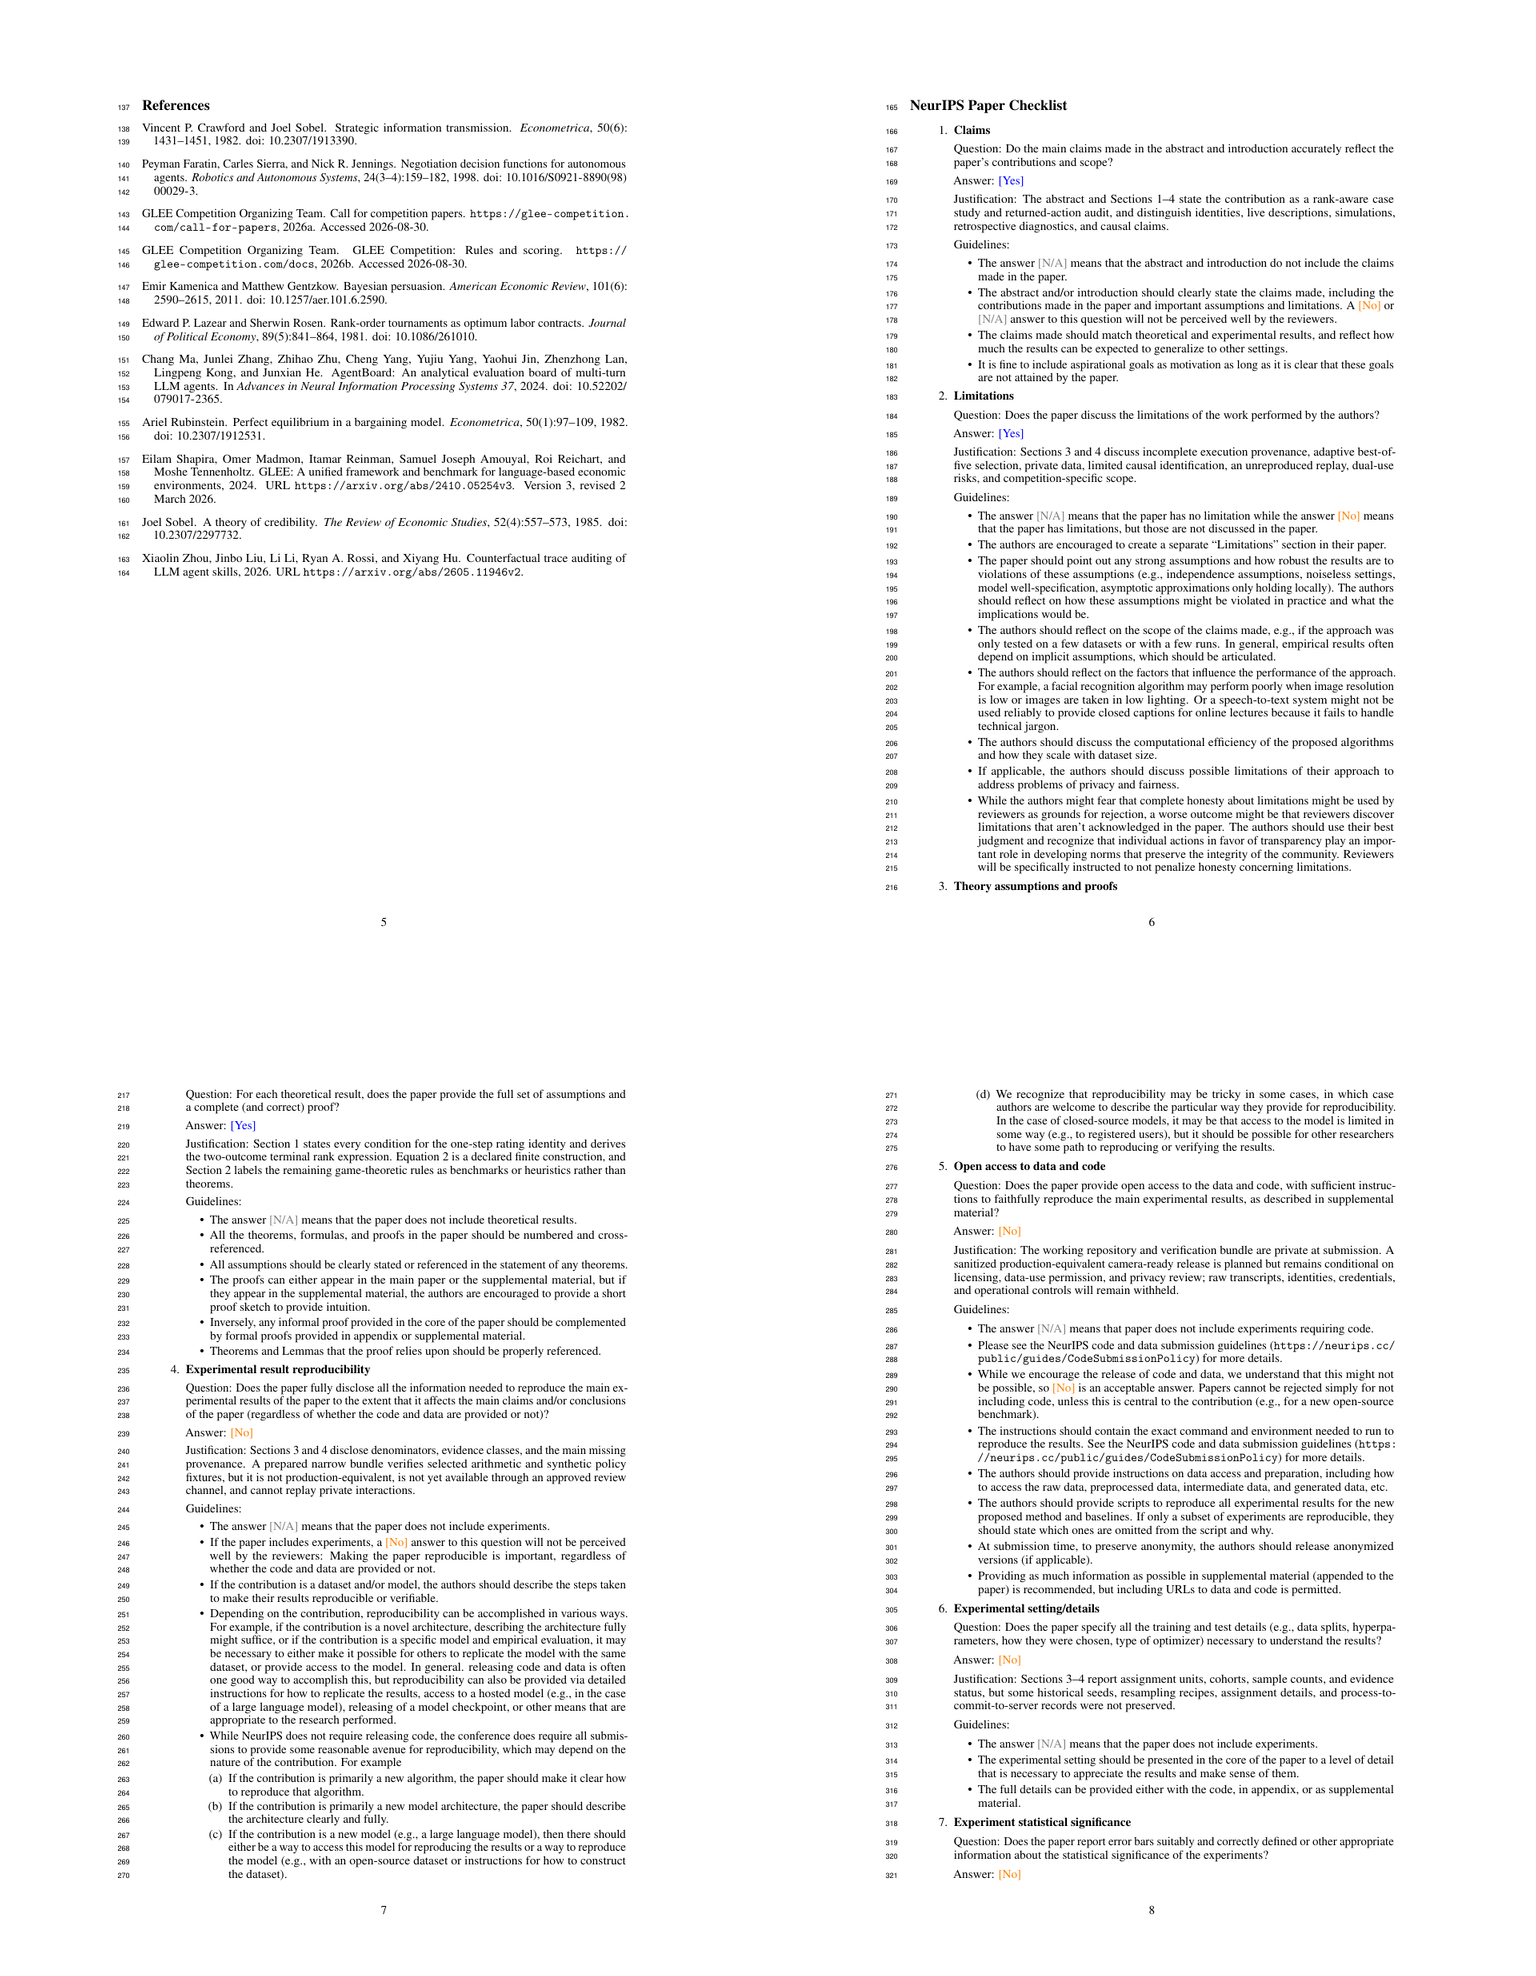 137 References
138 Vincent P. Crawford and Joel Sobel. Strategic information transmission. Econometrica, 50(6):
139 1431–1451, 1982. doi: 10.2307/1913390.
140 Peyman Faratin, Carles Sierra, and Nick R. Jennings. Negotiation decision functions for autonomous
141 agents. Robotics and Autonomous Systems, 24(3–4):159–182, 1998. doi: 10.1016/S0921-8890(98)
142 00029-3.
143 GLEE Competition Organizing Team. Call for competition papers. https://glee-competition.
144 com/call-for-papers, 2026a. Accessed 2026-08-30.
145 GLEE Competition Organizing Team. GLEE Competition: Rules and scoring. https://
146 glee-competition.com/docs, 2026b. Accessed 2026-08-30.
147 Emir Kamenica and Matthew Gentzkow. Bayesian persuasion. American Economic Review, 101(6):
148 2590–2615, 2011. doi: 10.1257/aer.101.6.2590.
149 Edward P. Lazear and Sherwin Rosen. Rank-order tournaments as optimum labor contracts. Journal
150 of Political Economy, 89(5):841–864, 1981. doi: 10.1086/261010.
151 Chang Ma, Junlei Zhang, Zhihao Zhu, Cheng Yang, Yujiu Yang, Yaohui Jin, Zhenzhong Lan,
152 Lingpeng Kong, and Junxian He. AgentBoard: An analytical evaluation board of multi-turn
153 LLM agents. In Advances in Neural Information Processing Systems 37, 2024. doi: 10.52202/
154 079017-2365.
155 Ariel Rubinstein. Perfect equilibrium in a bargaining model. Econometrica, 50(1):97–109, 1982.
156 doi: 10.2307/1912531.
157 Eilam Shapira, Omer Madmon, Itamar Reinman, Samuel Joseph Amouyal, Roi Reichart, and
158 Moshe Tennenholtz. GLEE: A unified framework and benchmark for language-based economic
159 environments, 2024. URL https://arxiv.org/abs/2410.05254v3. Version 3, revised 2
160 March 2026.
161 Joel Sobel. A theory of credibility. The Review of Economic Studies, 52(4):557–573, 1985. doi:
162 10.2307/2297732.
163 Xiaolin Zhou, Jinbo Liu, Li Li, Ryan A. Rossi, and Xiyang Hu. Counterfactual trace auditing of
164 LLM agent skills, 2026. URL https://arxiv.org/abs/2605.11946v2.
5
165 NeurIPS Paper Checklist
166 1. Claims
167 Question: Do the main claims made in the abstract and introduction accurately reflect the
168 paper's contributions and scope?
169 Answer: [Yes]
170 Justification: The abstract and Sections 1–4 state the contribution as a rank-aware case
171 study and returned-action audit, and distinguish identities, live descriptions, simulations,
172 retrospective diagnostics, and causal claims.
173 Guidelines:
174 • The answer [N/A] means that the abstract and introduction do not include the claims
175 made in the paper.
176 • The abstract and/or introduction should clearly state the claims made, including the
177 contributions made in the paper and important assumptions and limitations. A [No] or
178 [N/A] answer to this question will not be perceived well by the reviewers.
179 • The claims made should match theoretical and experimental results, and reflect how
180 much the results can be expected to generalize to other settings.
181 • It is fine to include aspirational goals as motivation as long as it is clear that these goals
182 are not attained by the paper.
183 2. Limitations
184 Question: Does the paper discuss the limitations of the work performed by the authors?
185 Answer: [Yes]
186 Justification: Sections 3 and 4 discuss incomplete execution provenance, adaptive best-of-
187 five selection, private data, limited causal identification, an unreproduced replay, dual-use
188 risks, and competition-specific scope.
189 Guidelines:
190 • The answer [N/A] means that the paper has no limitation while the answer [No] means
191 that the paper has limitations, but those are not discussed in the paper.
192 • The authors are encouraged to create a separate “Limitations” section in their paper.
193 • The paper should point out any strong assumptions and how robust the results are to
194 violations of these assumptions (e.g., independence assumptions, noiseless settings,
195 model well-specification, asymptotic approximations only holding locally). The authors
196 should reflect on how these assumptions might be violated in practice and what the
197 implications would be.
198 • The authors should reflect on the scope of the claims made, e.g., if the approach was
199 only tested on a few datasets or with a few runs. In general, empirical results often
200 depend on implicit assumptions, which should be articulated.
201 • The authors should reflect on the factors that influence the performance of the approach.
202 For example, a facial recognition algorithm may perform poorly when image resolution
203 is low or images are taken in low lighting. Or a speech-to-text system might not be
204 used reliably to provide closed captions for online lectures because it fails to handle
205 technical jargon.
206 • The authors should discuss the computational efficiency of the proposed algorithms
207 and how they scale with dataset size.
208 • If applicable, the authors should discuss possible limitations of their approach to
209 address problems of privacy and fairness.
210 • While the authors might fear that complete honesty about limitations might be used by
211 reviewers as grounds for rejection, a worse outcome might be that reviewers discover
212 limitations that aren't acknowledged in the paper. The authors should use their best
213 judgment and recognize that individual actions in favor of transparency play an impor-
214 tant role in developing norms that preserve the integrity of the community. Reviewers
215 will be specifically instructed to not penalize honesty concerning limitations.
216 3. Theory assumptions and proofs
6
217 Question: For each theoretical result, does the paper provide the full set of assumptions and
218 a complete (and correct) proof?
219 Answer: [Yes]
220 Justification: Section 1 states every condition for the one-step rating identity and derives
221 the two-outcome terminal rank expression. Equation 2 is a declared finite construction, and
222 Section 2 labels the remaining game-theoretic rules as benchmarks or heuristics rather than
223 theorems.
224 Guidelines:
225 • The answer [N/A] means that the paper does not include theoretical results.
226 • All the theorems, formulas, and proofs in the paper should be numbered and cross-
227 referenced.
228 • All assumptions should be clearly stated or referenced in the statement of any theorems.
229 • The proofs can either appear in the main paper or the supplemental material, but if
230 they appear in the supplemental material, the authors are encouraged to provide a short
231 proof sketch to provide intuition.
232 • Inversely, any informal proof provided in the core of the paper should be complemented
233 by formal proofs provided in appendix or supplemental material.
234 • Theorems and Lemmas that the proof relies upon should be properly referenced.
235 4. Experimental result reproducibility
236 Question: Does the paper fully disclose all the information needed to reproduce the main ex-
237 perimental results of the paper to the extent that it affects the main claims and/or conclusions
238 of the paper (regardless of whether the code and data are provided or not)?
239 Answer: [No]
240 Justification: Sections 3 and 4 disclose denominators, evidence classes, and the main missing
241 provenance. A prepared narrow bundle verifies selected arithmetic and synthetic policy
242 fixtures, but it is not production-equivalent, is not yet available through an approved review
243 channel, and cannot replay private interactions.
244 Guidelines:
245 • The answer [N/A] means that the paper does not include experiments.
246 • If the paper includes experiments, a [No] answer to this question will not be perceived
247 well by the reviewers: Making the paper reproducible is important, regardless of
248 whether the code and data are provided or not.
249 • If the contribution is a dataset and/or model, the authors should describe the steps taken
250 to make their results reproducible or verifiable.
251 • Depending on the contribution, reproducibility can be accomplished in various ways.
252 For example, if the contribution is a novel architecture, describing the architecture fully
253 might suffice, or if the contribution is a specific model and empirical evaluation, it may
254 be necessary to either make it possible for others to replicate the model with the same
255 dataset, or provide access to the model. In general. releasing code and data is often
256 one good way to accomplish this, but reproducibility can also be provided via detailed
257 instructions for how to replicate the results, access to a hosted model (e.g., in the case
258 of a large language model), releasing of a model checkpoint, or other means that are
259 appropriate to the research performed.
260 • While NeurIPS does not require releasing code, the conference does require all submis-
261 sions to provide some reasonable avenue for reproducibility, which may depend on the
262 nature of the contribution. For example
263 (a) If the contribution is primarily a new algorithm, the paper should make it clear how
264 to reproduce that algorithm.
265 (b) If the contribution is primarily a new model architecture, the paper should describe
266 the architecture clearly and fully.
267 (c) If the contribution is a new model (e.g., a large language model), then there should
268 either be a way to access this model for reproducing the results or a way to reproduce
269 the model (e.g., with an open-source dataset or instructions for how to construct
270 the dataset).
7
271 (d) We recognize that reproducibility may be tricky in some cases, in which case
272 authors are welcome to describe the particular way they provide for reproducibility.
273 In the case of closed-source models, it may be that access to the model is limited in
274 some way (e.g., to registered users), but it should be possible for other researchers
275 to have some path to reproducing or verifying the results.
276 5. Open access to data and code
277 Question: Does the paper provide open access to the data and code, with sufficient instruc-
278 tions to faithfully reproduce the main experimental results, as described in supplemental
279 material?
280 Answer: [No]
281 Justification: The working repository and verification bundle are private at submission. A
282 sanitized production-equivalent camera-ready release is planned but remains conditional on
283 licensing, data-use permission, and privacy review; raw transcripts, identities, credentials,
284 and operational controls will remain withheld.
285 Guidelines:
286 • The answer [N/A] means that paper does not include experiments requiring code.
287 • Please see the NeurIPS code and data submission guidelines (https://neurips.cc/
288 public/guides/CodeSubmissionPolicy) for more details.
289 • While we encourage the release of code and data, we understand that this might not
290 be possible, so [No] is an acceptable answer. Papers cannot be rejected simply for not
291 including code, unless this is central to the contribution (e.g., for a new open-source
292 benchmark).
293 • The instructions should contain the exact command and environment needed to run to
294 reproduce the results. See the NeurIPS code and data submission guidelines (https:
295 //neurips.cc/public/guides/CodeSubmissionPolicy) for more details.
296 • The authors should provide instructions on data access and preparation, including how
297 to access the raw data, preprocessed data, intermediate data, and generated data, etc.
298 • The authors should provide scripts to reproduce all experimental results for the new
299 proposed method and baselines. If only a subset of experiments are reproducible, they
300 should state which ones are omitted from the script and why.
301 • At submission time, to preserve anonymity, the authors should release anonymized
302 versions (if applicable).
303 • Providing as much information as possible in supplemental material (appended to the
304 paper) is recommended, but including URLs to data and code is permitted.
305 6. Experimental setting/details
306 Question: Does the paper specify all the training and test details (e.g., data splits, hyperpa-
307 rameters, how they were chosen, type of optimizer) necessary to understand the results?
308 Answer: [No]
309 Justification: Sections 3–4 report assignment units, cohorts, sample counts, and evidence
310 status, but some historical seeds, resampling recipes, assignment details, and process-to-
311 commit-to-server records were not preserved.
312 Guidelines:
313 • The answer [N/A] means that the paper does not include experiments.
314 • The experimental setting should be presented in the core of the paper to a level of detail
315 that is necessary to appreciate the results and make sense of them.
316 • The full details can be provided either with the code, in appendix, or as supplemental
317 material.
318 7. Experiment statistical significance
319 Question: Does the paper report error bars suitably and correctly defined or other appropriate
320 information about the statistical significance of the experiments?
321 Answer: [No]
8